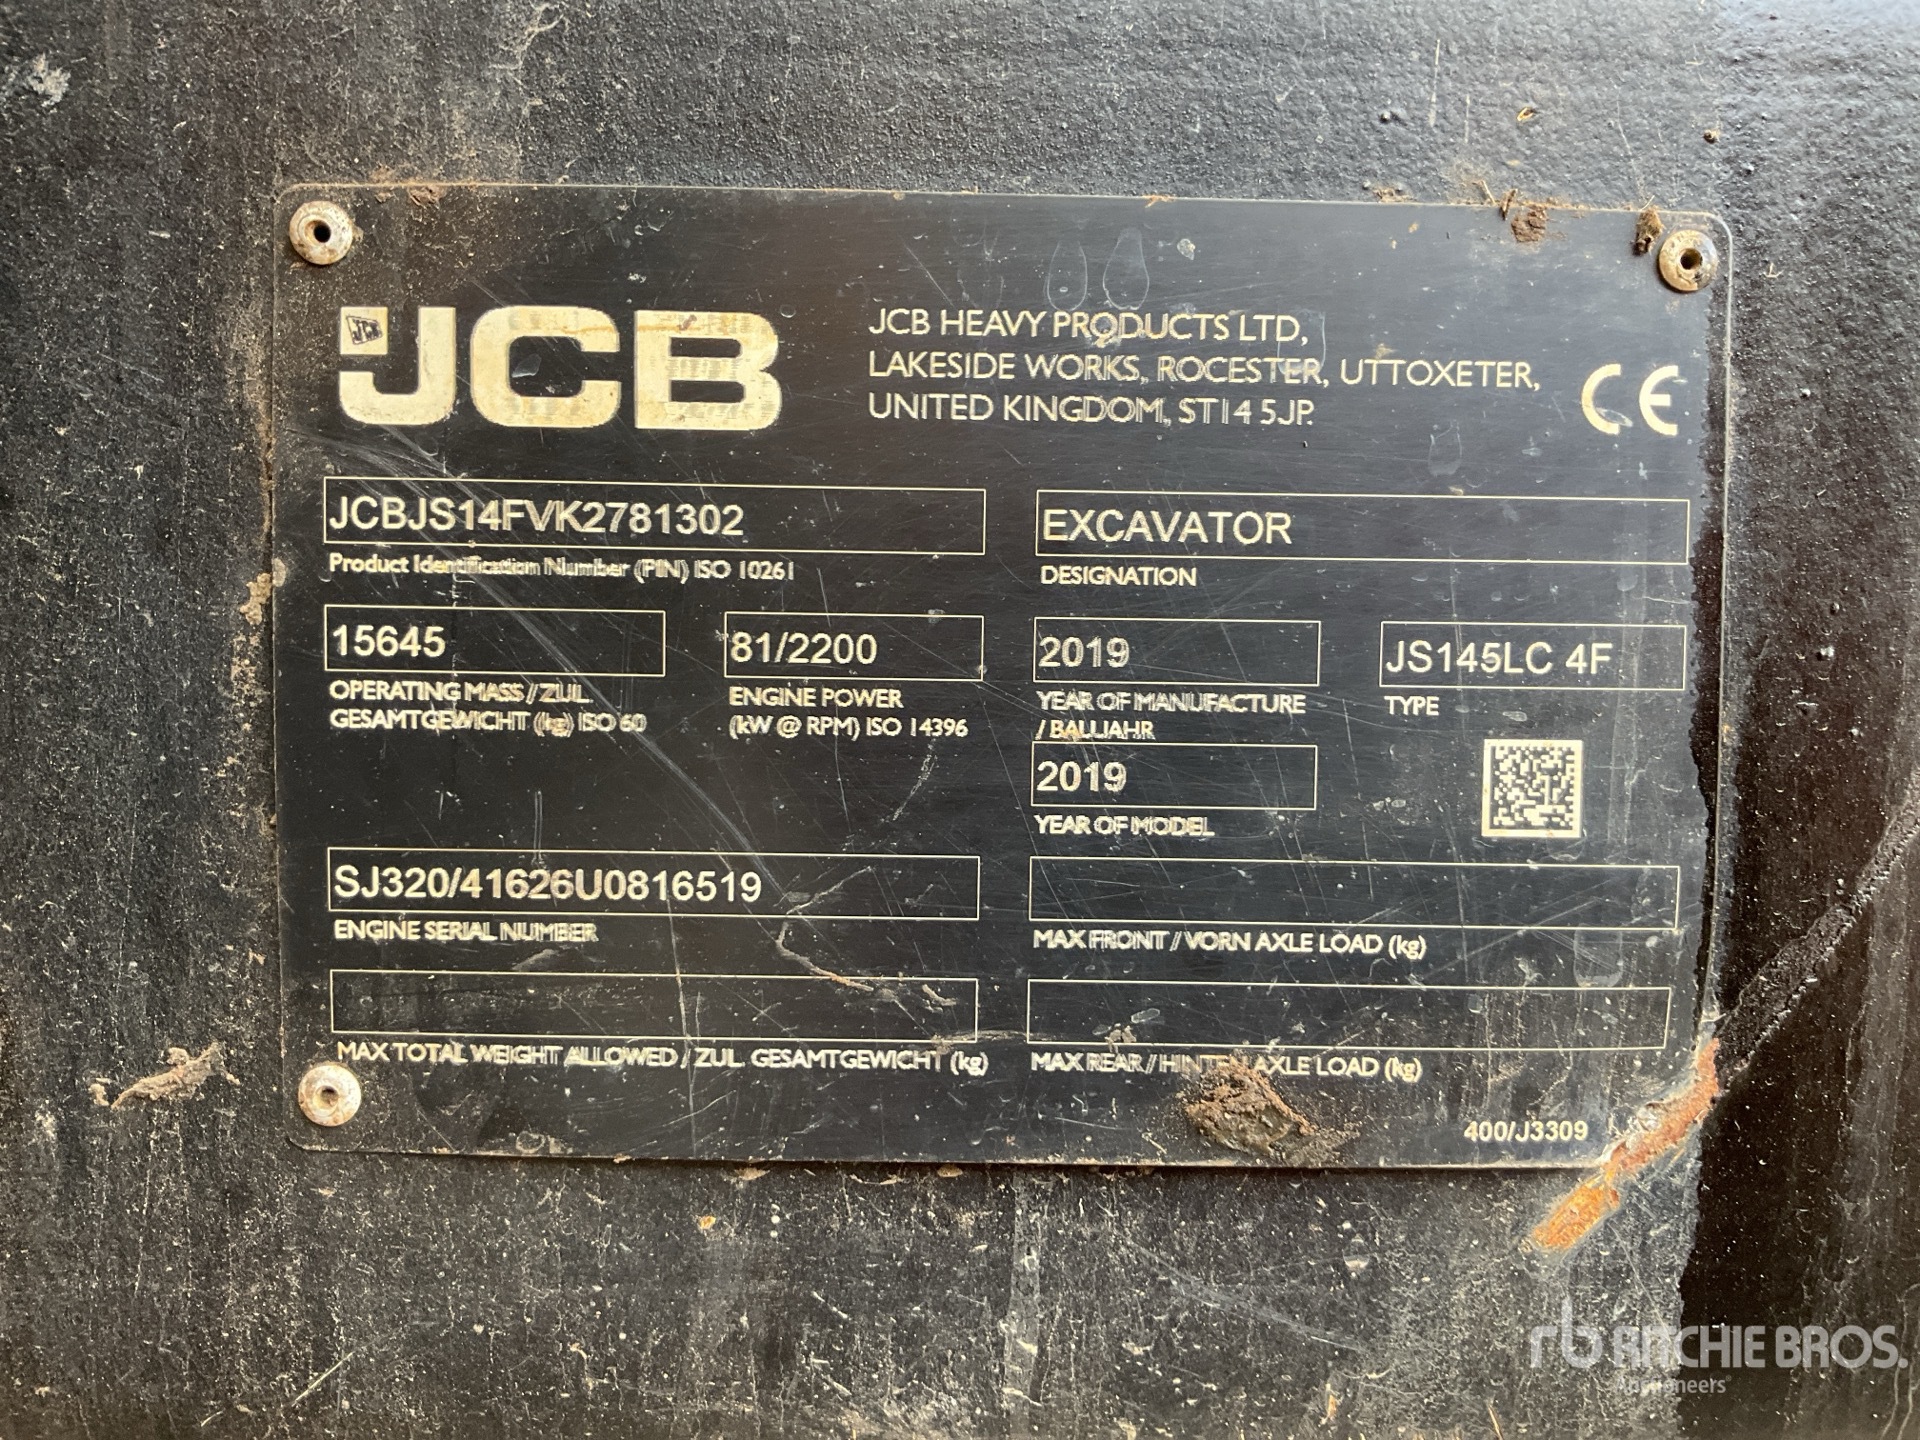 JCB
JCB
JCB HEAVY PRODUCTS LTD,
LAKESIDE WORKS, ROCESTER, UTTOXETER,
UNITED KINGDOM, ST14 5JP.
CE
JCBJS14FVK2781302
Product Identification Number (PIN) ISO 10261
EXCAVATOR
DESIGNATION
15645
OPERATING MASS / ZUL.
GESAMTGEWICHT (kg) ISO 60
81/2200
ENGINE POWER
(kW @ RPM) ISO 14396
2019
YEAR OF MANUFACTURE
/ BAUJAHR
JS145LC 4F
TYPE
2019
YEAR OF MODEL
SJ320/41626U0816519
ENGINE SERIAL NUMBER
MAX FRONT / VORN AXLE LOAD (kg)
MAX TOTAL WEIGHT ALLOWED / ZUL. GESAMTGEWICHT (kg)
MAX REAR / HINTEN AXLE LOAD (kg)
400/J3309
rb RITCHIE BROS.
Auctioneers